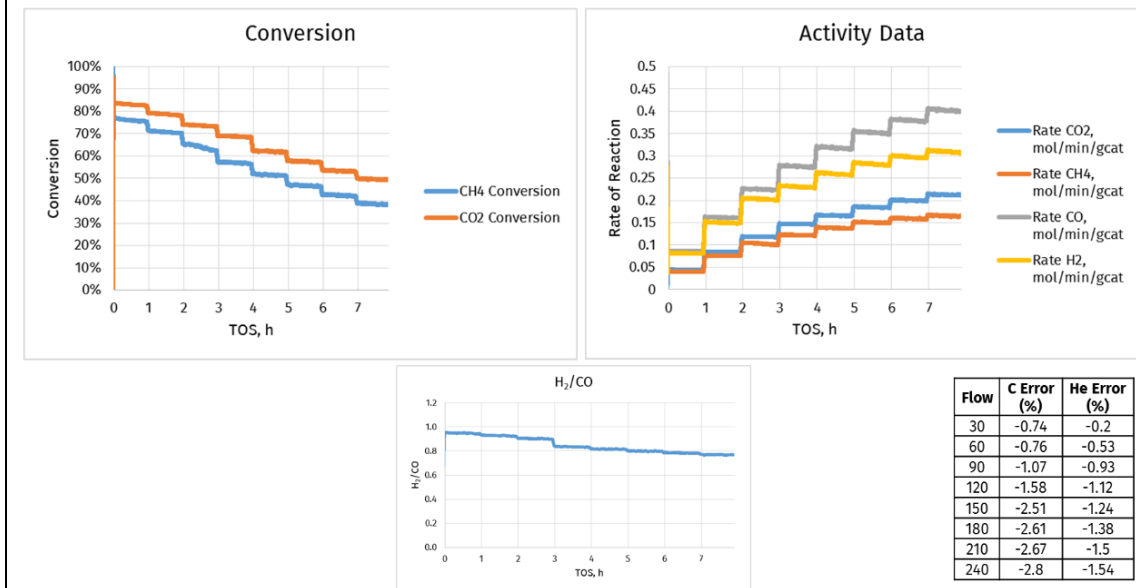 Conversion
100%
90%
80%
70%
60%
50%
40%
30%
20%
10%
0%
Conversion
0 1 2 3 4 5 6 7
TOS, h
CH4 Conversion
CO2 Conversion
Activity Data
0.5
0.45
0.4
0.35
0.3
0.25
0.2
0.15
0.1
0.05
0
Rate of Reaction
0 1 2 3 4 5 6 7
TOS, h
Rate CO2,
mol/min/gcat
Rate CH4,
mol/min/gcat
Rate CO,
mol/min/gcat
Rate H2,
mol/min/gcat
H₂/CO
1.2
1.0
0.8
0.6
0.4
0.2
0.0
H₂/CO
0 1 2 3 4 5 6 7
TOS, h
Flow C Error (%) He Error (%)
30 -0.74 -0.2
60 -0.76 -0.53
90 -1.07 -0.93
120 -1.58 -1.12
150 -2.51 -1.24
180 -2.61 -1.38
210 -2.67 -1.5
240 -2.8 -1.54